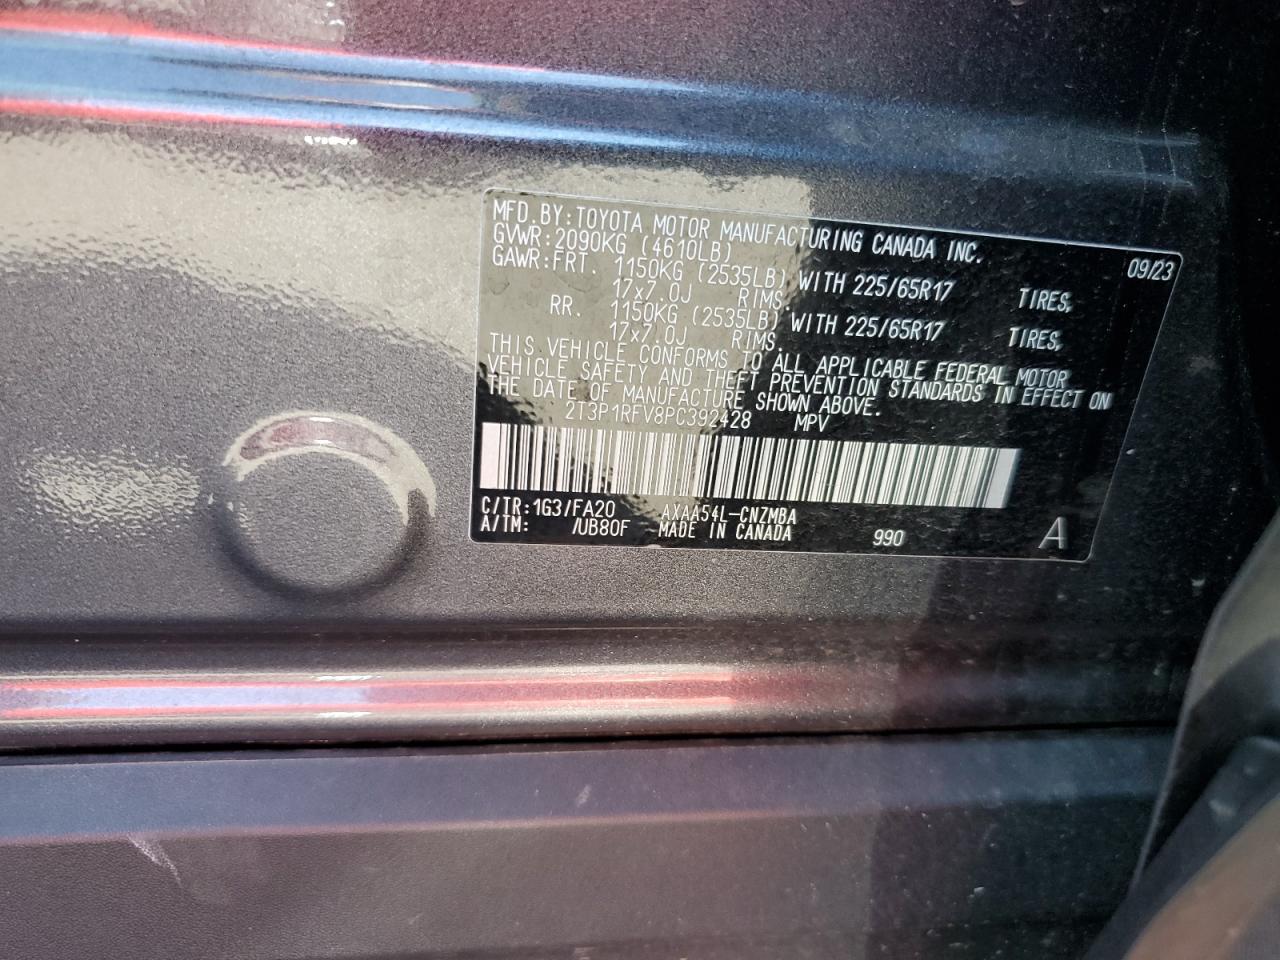 MFD. BY: TOYOTA MOTOR MANUFACTURING CANADA INC.
GVWR: 2090KG (4610LB) 09/23
GAWR: FRT. 1150KG (2535LB) WITH 225/65R17 TIRES,
17x7.0J RIMS.
RR. 1150KG (2535LB) WITH 225/65R17 TIRES,
17x7.0J RIMS.
THIS VEHICLE CONFORMS TO ALL APPLICABLE FEDERAL MOTOR
VEHICLE SAFETY AND THEFT PREVENTION STANDARDS IN EFFECT ON
THE DATE OF MANUFACTURE SHOWN ABOVE.
2T3P1RFV8PC392428 MPV
C/TR: 1G3/FA20 AXAA54L-CNZMBA
A/TM: /UB80F MADE IN CANADA 990 A